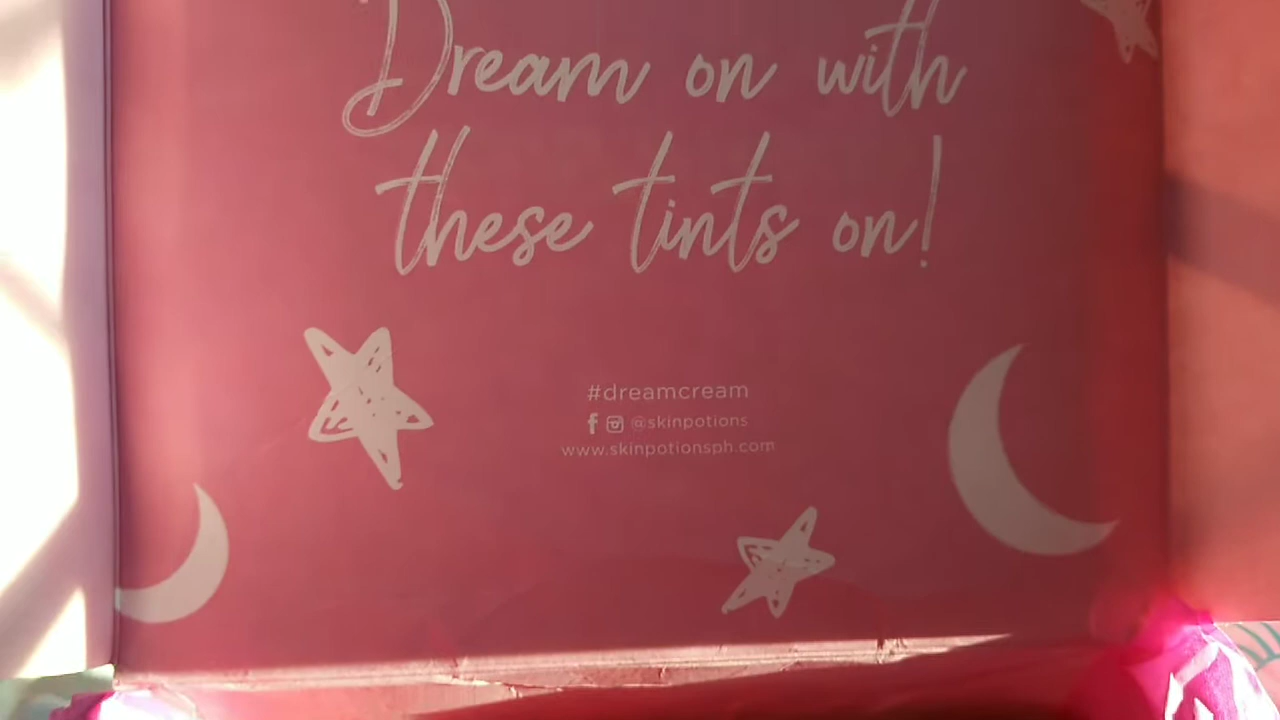 Dream on with
these tints on!
#dreamcream
@skinpotions
www.skinpotionsph.com